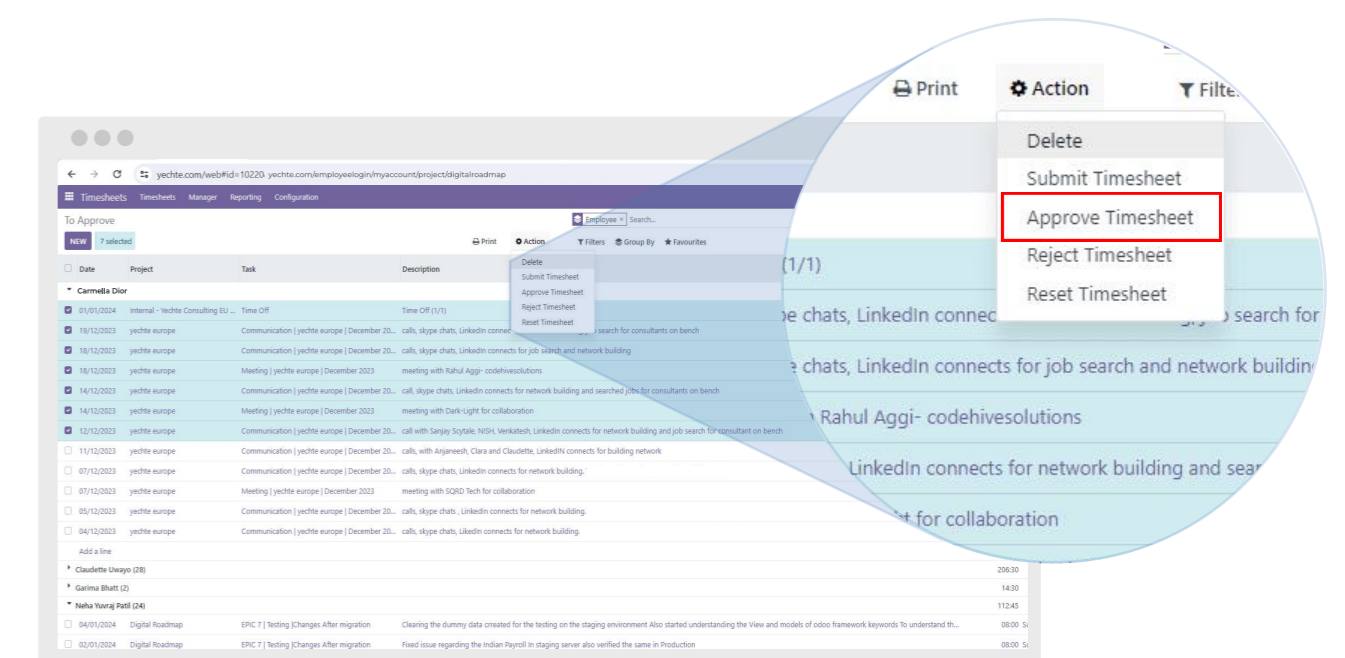 Print Action Filte
yechte.com/web#id=10220 yechte.com/employeelogin/myaccount/project/digitalroadmap
Timesheets Timesheets Manager Reporting Configuration
To Approve Employee × Search...
NEW 7 selected Print Action Filters Group By Favourites
Date Project Task Description
Delete
Submit Timesheet
Approve Timesheet
Reject Timesheet
Reset Timesheet
Carmella Dior
01/01/2024 Internal - Yechte Consulting EU ... Time Off Time Off (1/1)
19/12/2023 yechte europe Communication | yechte europe | December 20... calls, skype chats, LinkedIn connec search for consultants on bench
18/12/2023 yechte europe Communication | yechte europe | December 20... calls, skype chats, LinkedIn connects for job search and network building
18/12/2023 yechte europe Meeting | yechte europe | December 2023 meeting with Rahul Aggi- codehivesolutions
14/12/2023 yechte europe Communication | yechte europe | December 20... call, skype chats, LinkedIn connects for network building and searched jobs for consultants on bench
14/12/2023 yechte europe Meeting | yechte europe | December 2023 meeting with Dark-Light for collaboration
12/12/2023 yechte europe Communication | yechte europe | December 20... call with Sanjay Scytale, NISH, Venkatesh, Linkedin connects for network building and job search for consultant on bench
11/12/2023 yechte europe Communication | yechte europe | December 20... calls, with Anjaneesh, Clara and Claudette, LinkedIN connects for building network
07/12/2023 yechte europe Communication | yechte europe | December 20... calls, skype chats, Linkedin connects for network building.
07/12/2023 yechte europe Meeting | yechte europe | December 2023 meeting with SQRD Tech for collaboration
05/12/2023 yechte europe Communication | yechte europe | December 20... calls, skype chats , Linkedin connects for network building.
04/12/2023 yechte europe Communication | yechte europe | December 20... calls, skype chats, LikedIn connects for network building.
Add a line
Claudette Uwayo (28) 206:30
Garima Bhatt (2) 14:30
Neha Yuvraj Patil (24) 112:45
04/01/2024 Digital Roadmap EPIC 7 | Testing |Changes After migration Clearing the dummy data cmreated for the testing on the staging environment Also started understanding the View and models of odoo framework keywords To understand th... 08:00
02/01/2024 Digital Roadmap EPIC 7 | Testing |Changes After migration Fixed issue regarding the Indian Payroll In staging server also verified the same in Production 08:00
Delete
Submit Timesheet
Approve Timesheet
Reject Timesheet
Reset Timesheet
(1/1)
chats, LinkedIn connec search for
chats, LinkedIn connects for job search and network buildin
Rahul Aggi- codehivesolutions
LinkedIn connects for network building and sear
for collaboration